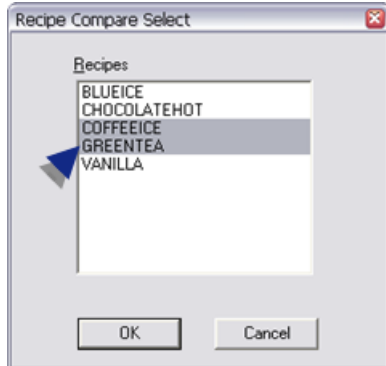 Recipe Compare Select
Recipes
BLUEICE
CHOCOLATEHOT
COFFEEICE
GREENTEA
VANILLA
OK
Cancel